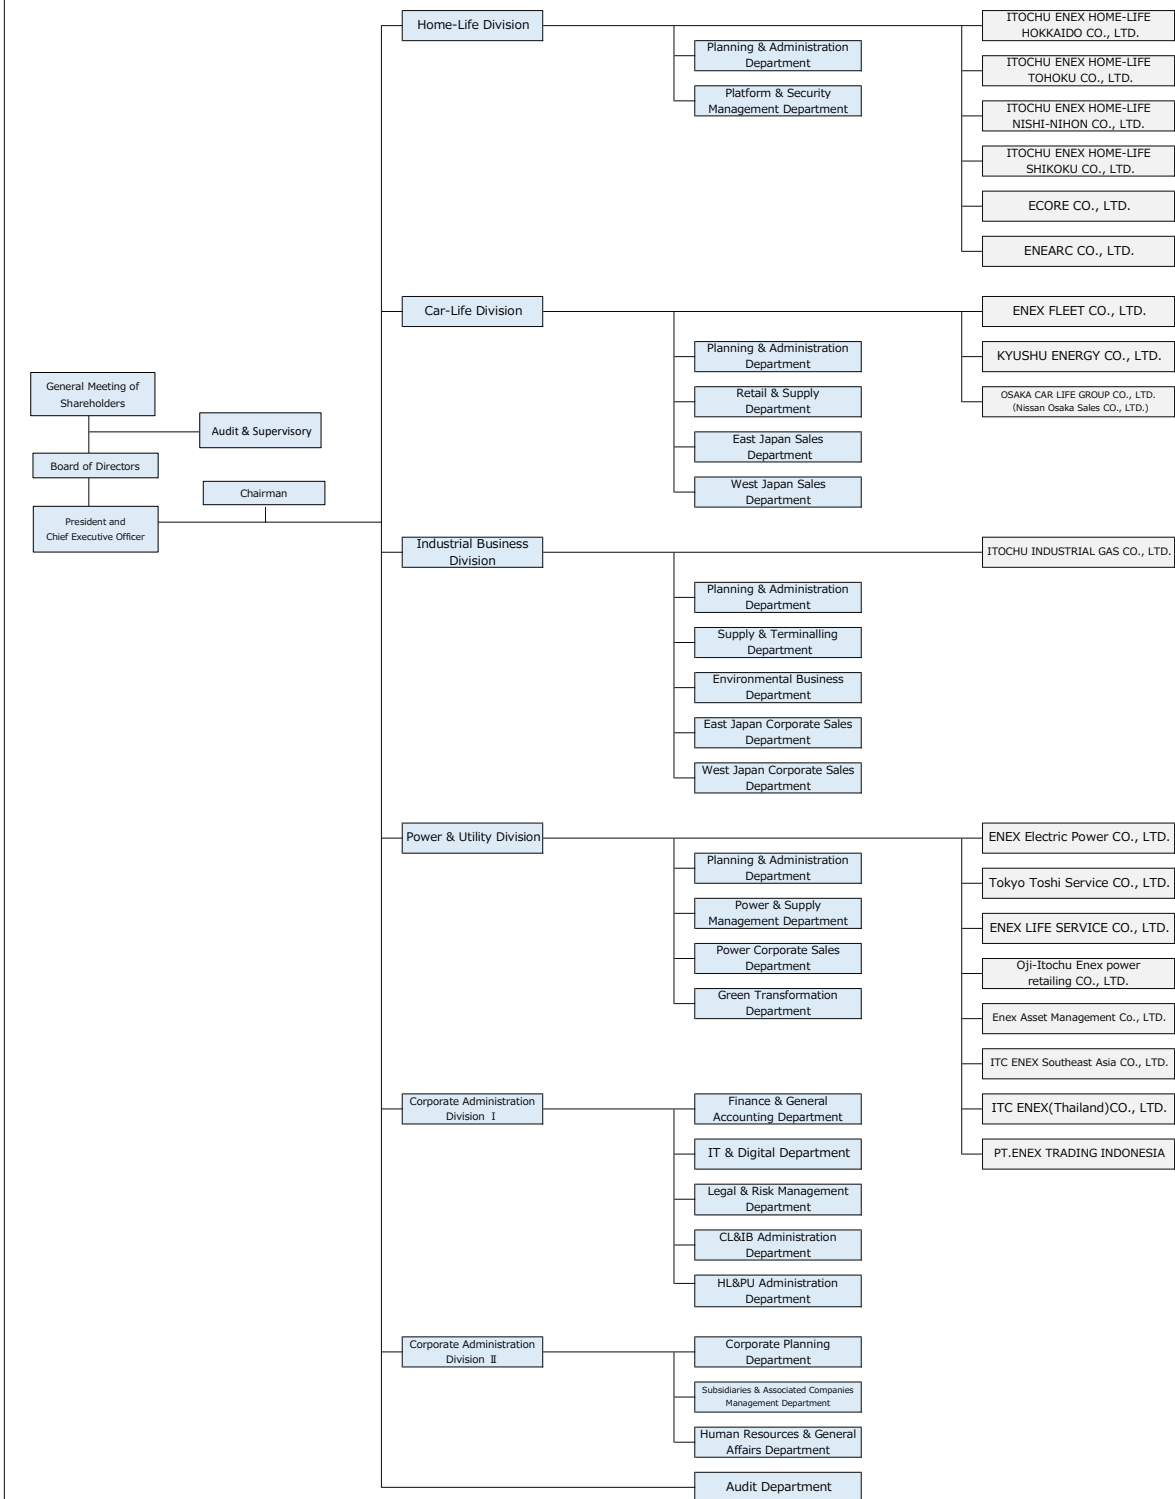 General Meeting of
Shareholders
Audit & Supervisory
Board of Directors
Chairman
President and
Chief Executive Officer
Home-Life Division
Planning & Administration
Department
Platform & Security
Management Department
ITOCHU ENEX HOME-LIFE
HOKKAIDO CO., LTD.
ITOCHU ENEX HOME-LIFE
TOHOKU CO., LTD.
ITOCHU ENEX HOME-LIFE
NISHI-NIHON CO., LTD.
ITOCHU ENEX HOME-LIFE
SHIKOKU CO., LTD.
ECORE CO., LTD.
ENEARC CO., LTD.
Car-Life Division
Planning & Administration
Department
Retail & Supply
Department
East Japan Sales
Department
West Japan Sales
Department
ENEX FLEET CO., LTD.
KYUSHU ENERGY CO., LTD.
OSAKA CAR LIFE GROUP CO., LTD.
(Nissan Osaka Sales CO., LTD.)
Industrial Business
Division
Planning & Administration
Department
Supply & Terminalling
Department
Environmental Business
Department
East Japan Corporate Sales
Department
West Japan Corporate Sales
Department
ITOCHU INDUSTRIAL GAS CO., LTD.
Power & Utility Division
Planning & Administration
Department
Power & Supply
Management Department
Power Corporate Sales
Department
Green Transformation
Department
ENEX Electric Power CO., LTD.
Tokyo Toshi Service CO., LTD.
ENEX LIFE SERVICE CO., LTD.
Oji-Itochu Enex power
retailing CO., LTD.
Enex Asset Management Co., LTD.
ITC ENEX Southeast Asia CO., LTD.
ITC ENEX(Thailand)CO., LTD.
PT.ENEX TRADING INDONESIA
Corporate Administration
Division Ⅰ
Finance & General
Accounting Department
IT & Digital Department
Legal & Risk Management
Department
CL&IB Administration
Department
HL&PU Administration
Department
Corporate Administration
Division Ⅱ
Corporate Planning
Department
Subsidiaries & Associated Companies
Management Department
Human Resources & General
Affairs Department
Audit Department